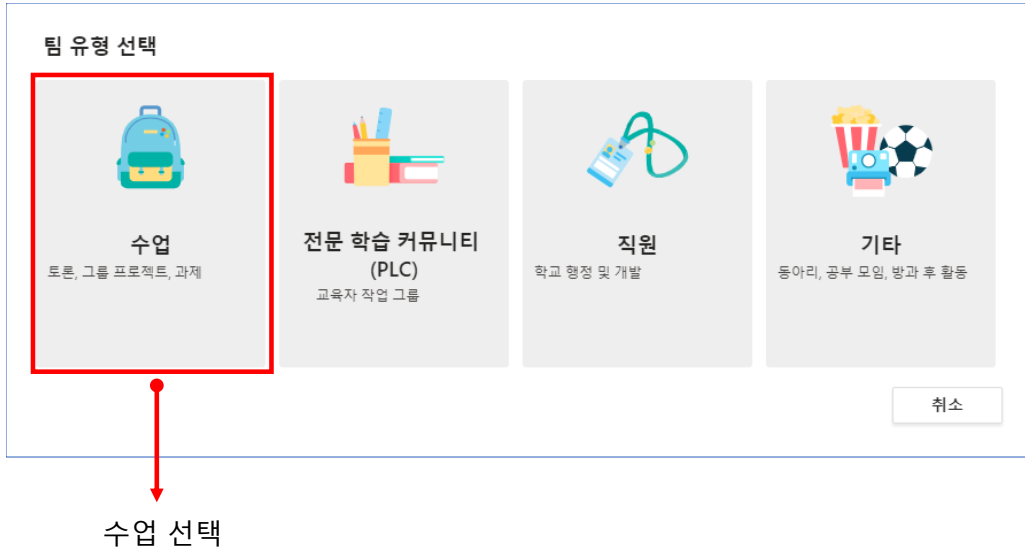 팀 유형 선택
수업
토론, 그룹 프로젝트, 과제
전문 학습 커뮤니티
(PLC)
교육자 작업 그룹
직원
학교 행정 및 개발
기타
동아리, 공부 모임, 방과 후 활동
취소
수업 선택